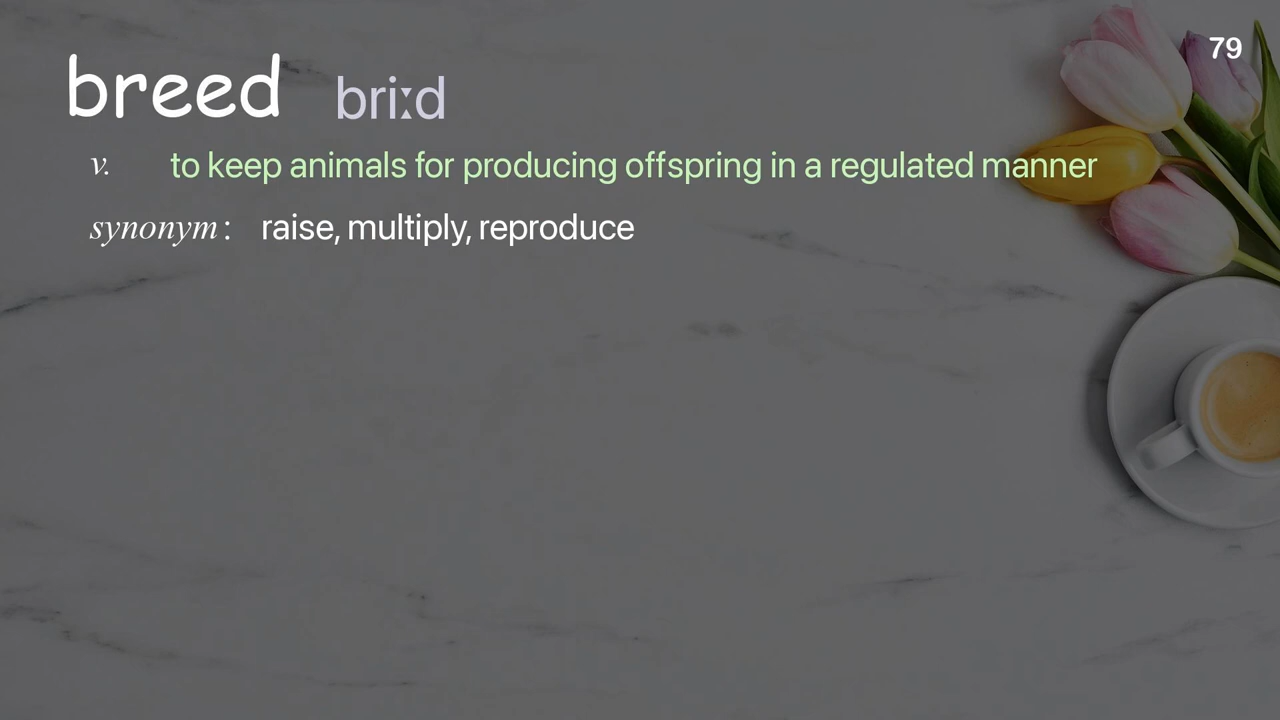 79
breed briːd
v. to keep animals for producing offspring in a regulated manner
synonym: raise, multiply, reproduce